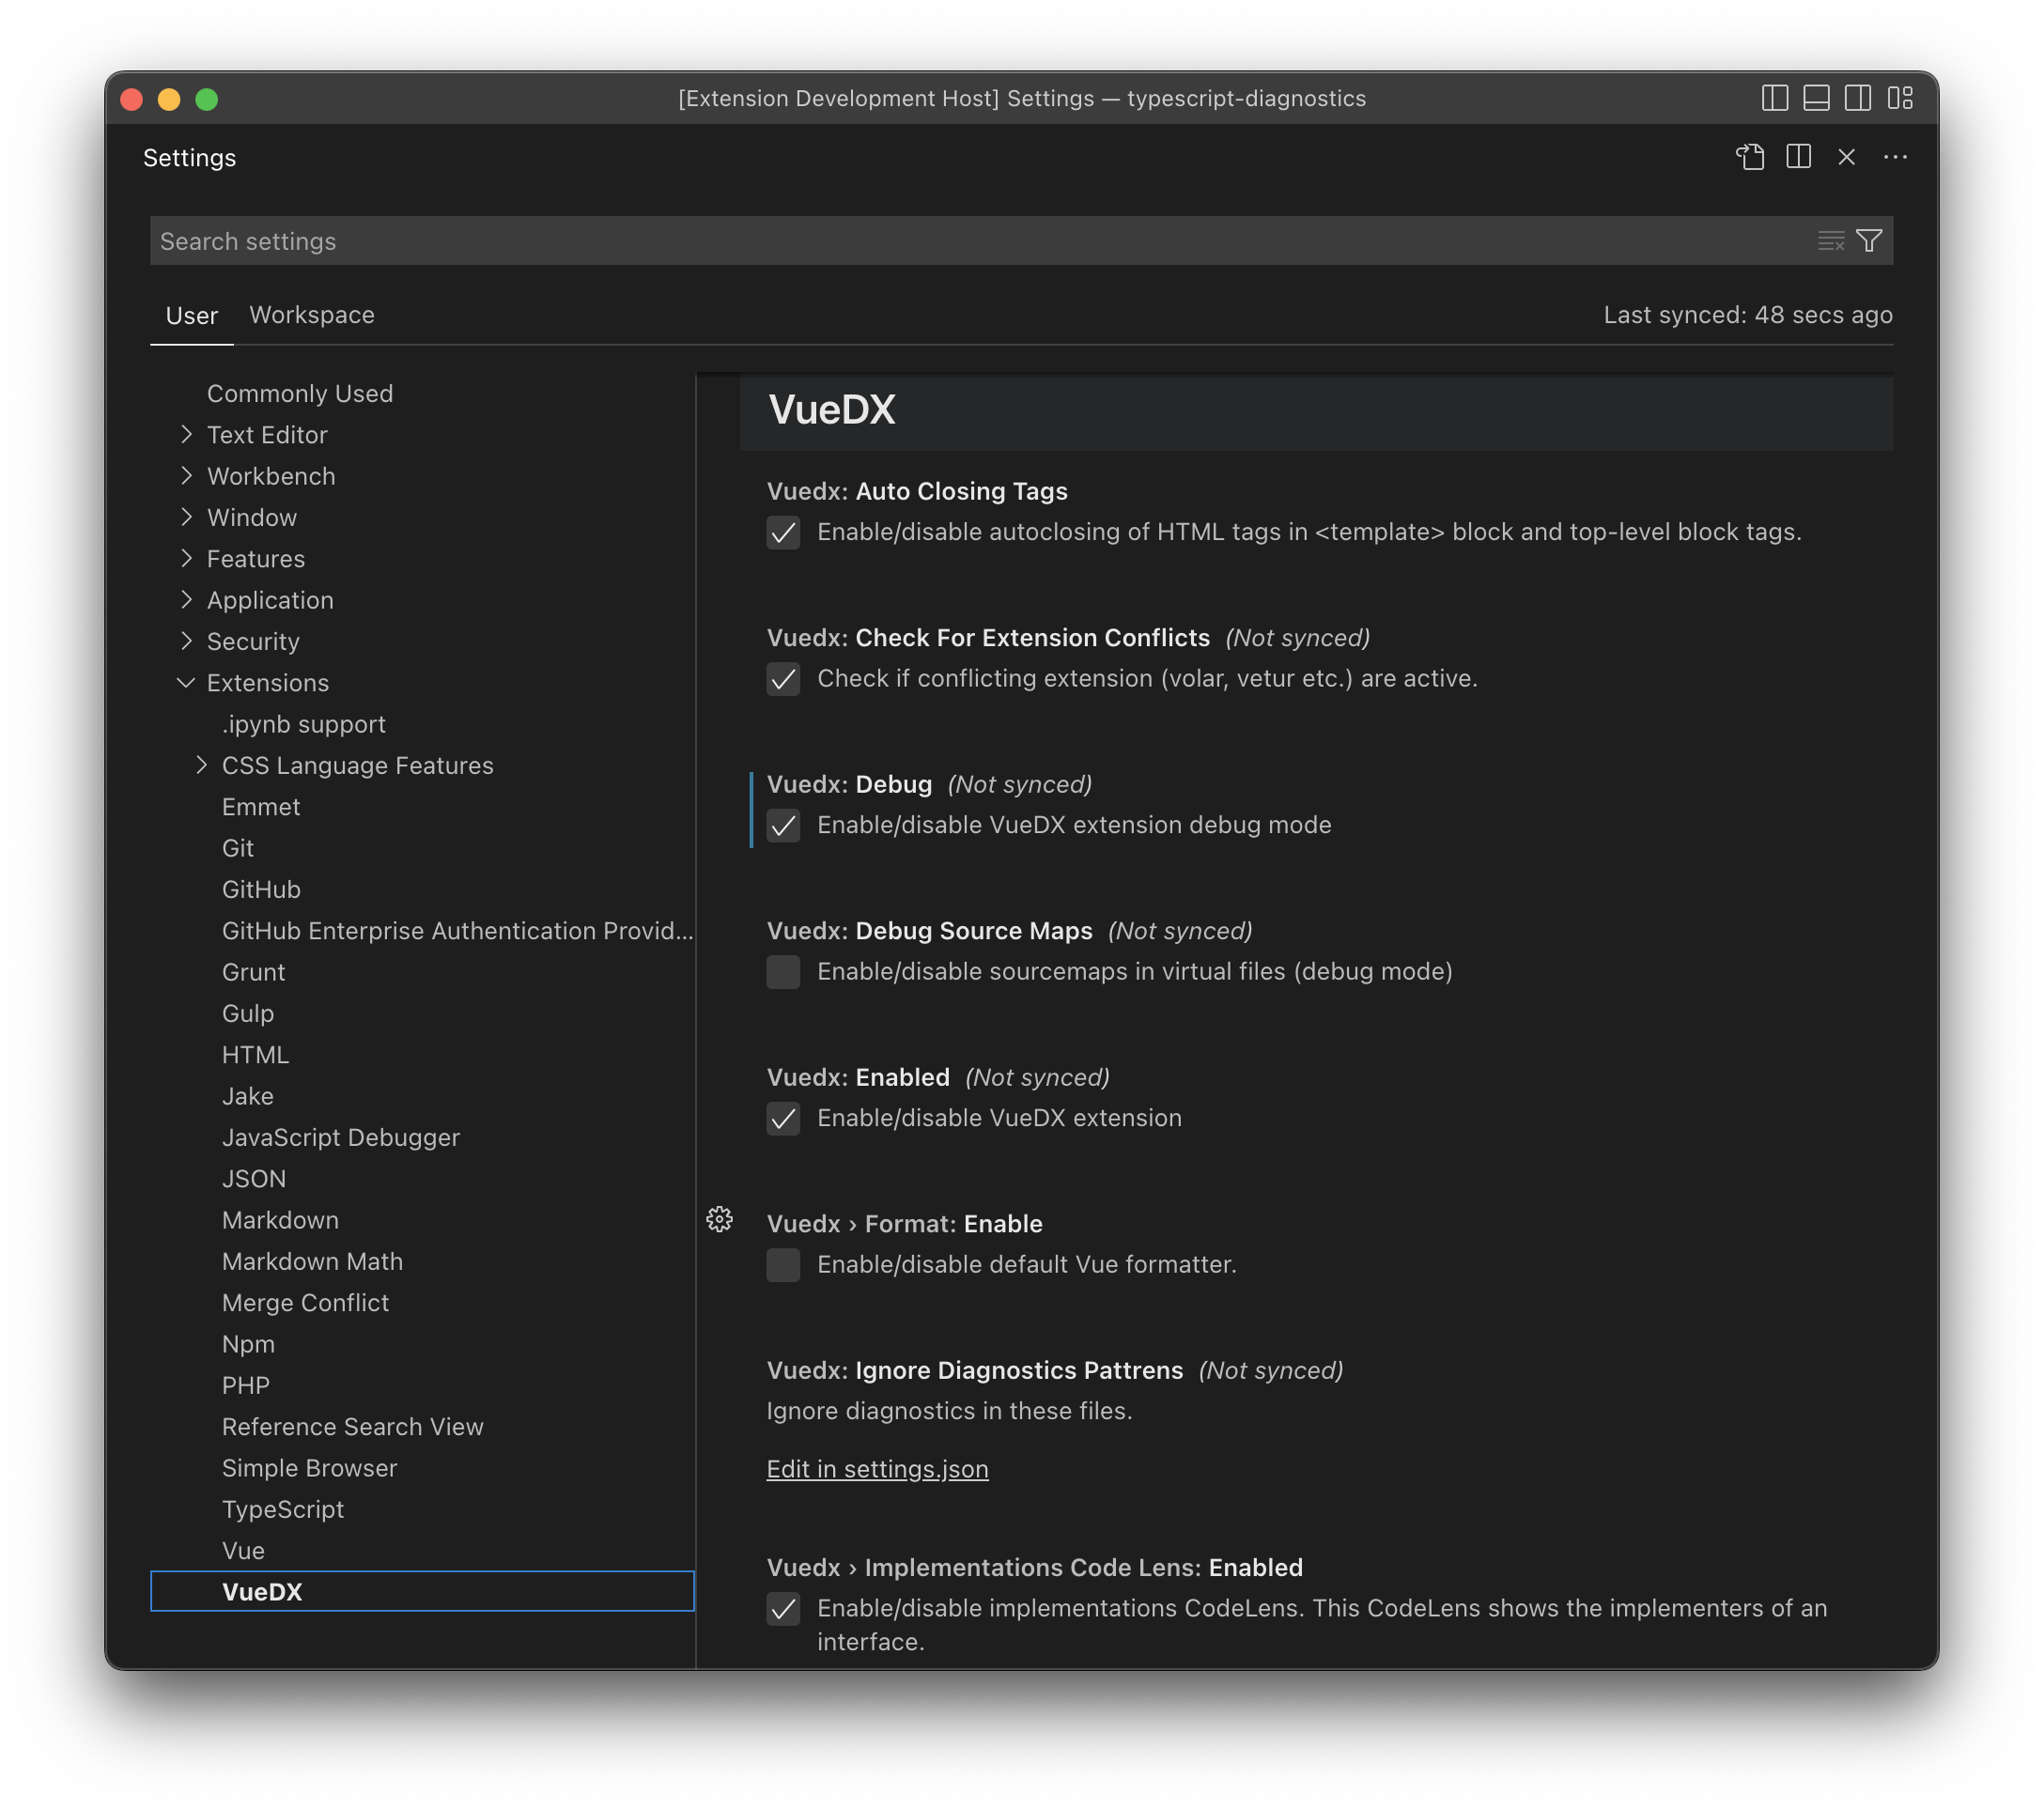 [Extension Development Host] Settings — typescript-diagnostics
Settings
Search settings
User
Workspace
Last synced: 48 secs ago
Commonly Used
Text Editor
Workbench
Window
Features
Application
Security
Extensions
.ipynb support
CSS Language Features
Emmet
Git
GitHub
GitHub Enterprise Authentication Provid...
Grunt
Gulp
HTML
Jake
JavaScript Debugger
JSON
Markdown
Markdown Math
Merge Conflict
Npm
PHP
Reference Search View
Simple Browser
TypeScript
Vue
VueDX
VueDX
Vuedx: Auto Closing Tags
Enable/disable autoclosing of HTML tags in <template> block and top-level block tags.
Vuedx: Check For Extension Conflicts (Not synced)
Check if conflicting extension (volar, vetur etc.) are active.
Vuedx: Debug (Not synced)
Enable/disable VueDX extension debug mode
Vuedx: Debug Source Maps (Not synced)
Enable/disable sourcemaps in virtual files (debug mode)
Vuedx: Enabled (Not synced)
Enable/disable VueDX extension
Vuedx › Format: Enable
Enable/disable default Vue formatter.
Vuedx: Ignore Diagnostics Pattrens (Not synced)
Ignore diagnostics in these files.
Edit in settings.json
Vuedx › Implementations Code Lens: Enabled
Enable/disable implementations CodeLens. This CodeLens shows the implementers of an
interface.